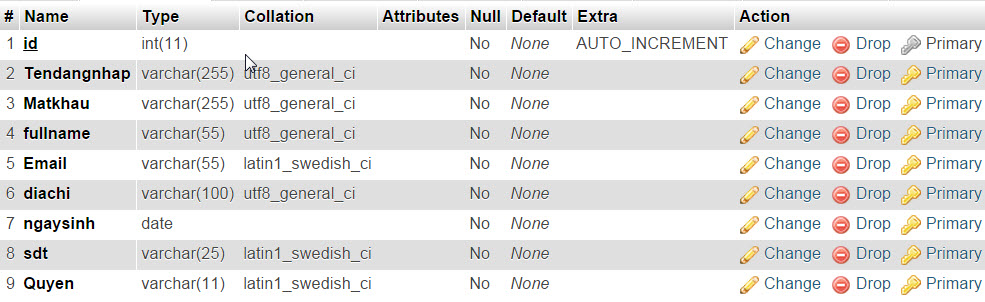 # Name Type Collation Attributes Null Default Extra Action
1 id int(11) No None AUTO_INCREMENT Change Drop Primary
2 Tendangnhap varchar(255) utf8_general_ci No None Change Drop Primary
3 Matkhau varchar(255) utf8_general_ci No None Change Drop Primary
4 fullname varchar(55) utf8_general_ci No None Change Drop Primary
5 Email varchar(55) latin1_swedish_ci No None Change Drop Primary
6 diachi varchar(100) utf8_general_ci No None Change Drop Primary
7 ngaysinh date No None Change Drop Primary
8 sdt varchar(25) latin1_swedish_ci No None Change Drop Primary
9 Quyen varchar(11) latin1_swedish_ci No None Change Drop Primary